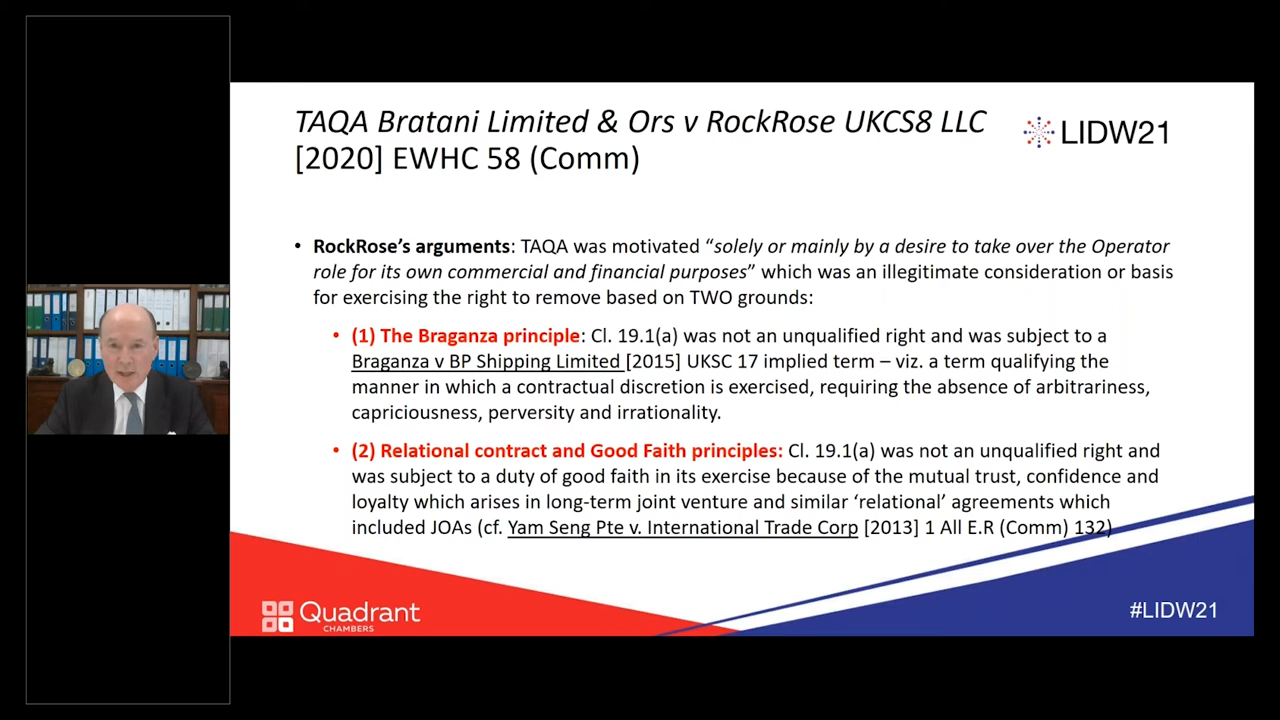 TAQA Bratani Limited & Ors v RockRose UKCS8 LLC
[2020] EWHC 58 (Comm)
LIDW21
• RockRose’s arguments: TAQA was motivated “solely or mainly by a desire to take over the Operator
role for its own commercial and financial purposes” which was an illegitimate consideration or basis
for exercising the right to remove based on TWO grounds:
• (1) The Braganza principle: Cl. 19.1(a) was not an unqualified right and was subject to a
Braganza v BP Shipping Limited [2015] UKSC 17 implied term – viz. a term qualifying the
manner in which a contractual discretion is exercised, requiring the absence of arbitrariness,
capriciousness, perversity and irrationality.
• (2) Relational contract and Good Faith principles: Cl. 19.1(a) was not an unqualified right and
was subject to a duty of good faith in its exercise because of the mutual trust, confidence and
loyalty which arises in long-term joint venture and similar ‘relational’ agreements which
included JOAs (cf. Yam Seng Pte v. International Trade Corp [2013] 1 All E.R (Comm) 132)
Quadrant
CHAMBERS
#LIDW21